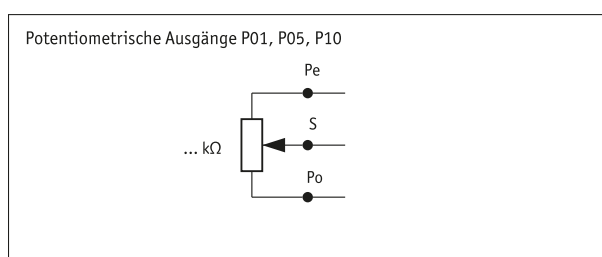 Potentiometrische Ausgänge P01, P05, P10
Pe
S
... kΩ
Po